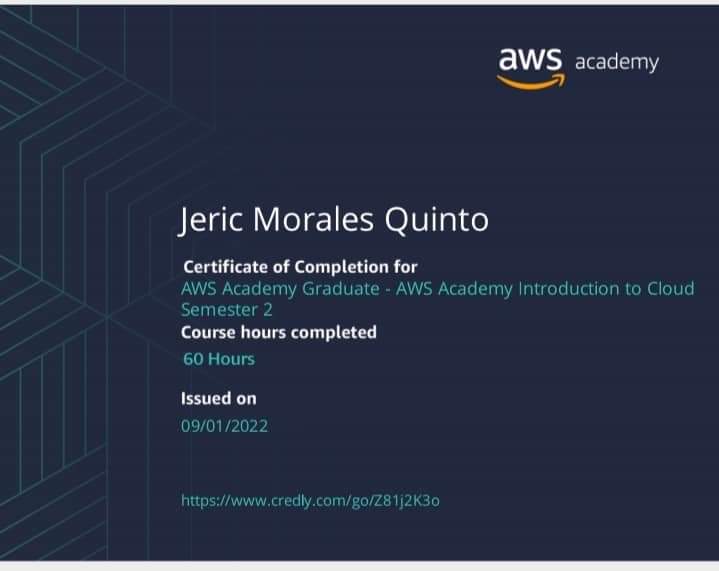 aws academy
Jeric Morales Quinto
Certificate of Completion for
AWS Academy Graduate - AWS Academy Introduction to Cloud
Semester 2
Course hours completed
60 Hours
Issued on
09/01/2022
https://www.credly.com/go/Z81j2K3o